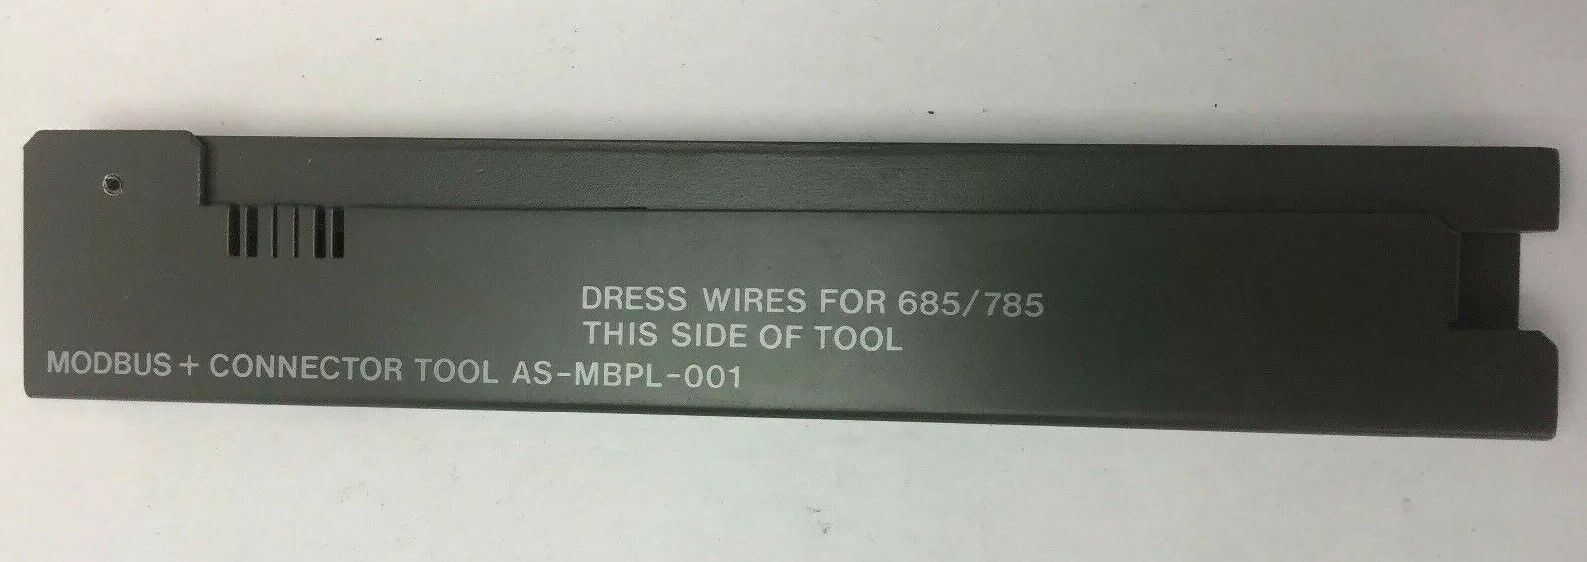 DRESS WIRES FOR 685/785
THIS SIDE OF TOOL
MODBUS+ CONNECTOR TOOL AS-MBPL-001